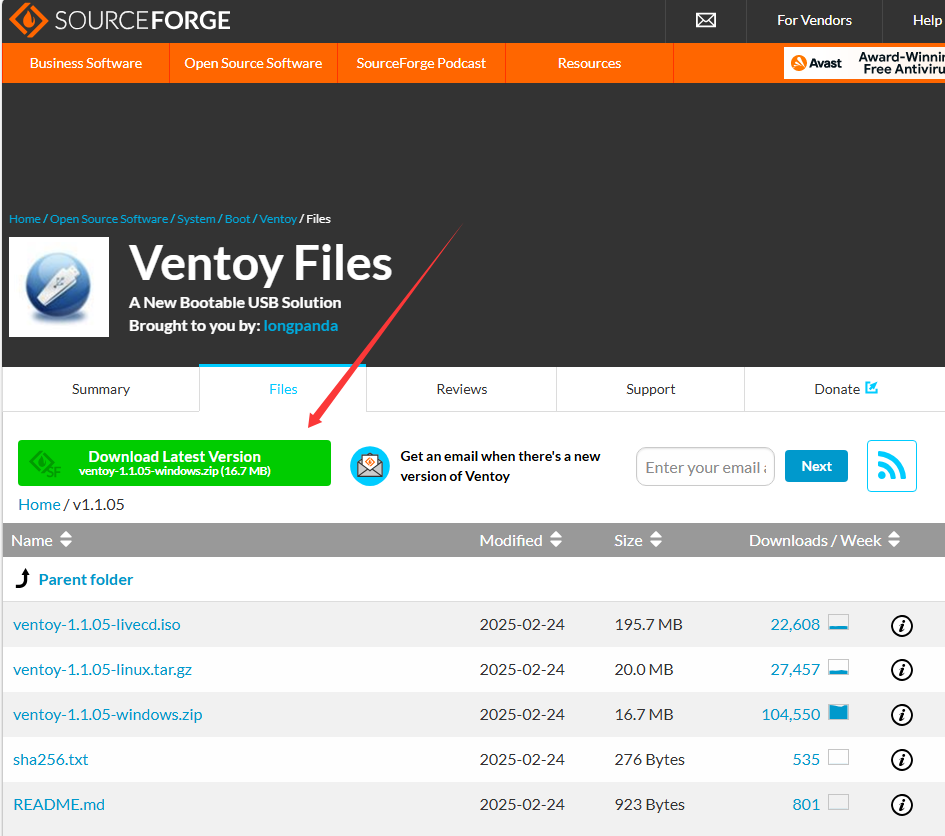 SOURCEFORGE
For Vendors
Help
Business Software
Open Source Software
SourceForge Podcast
Resources
Avast
Award-Winnin
Free Antiviru
Home / Open Source Software / System / Boot / Ventoy / Files
Ventoy Files
A New Bootable USB Solution
Brought to you by: longpanda
Summary
Files
Reviews
Support
Donate
SF
Download Latest Version
ventoy-1.1.05-windows.zip (16.7 MB)
Get an email when there's a new
version of Ventoy
Enter your email a
Next
Home / v1.1.05
Name Modified Size Downloads / Week
Parent folder
ventoy-1.1.05-livecd.iso 2025-02-24 195.7 MB 22,608 i
ventoy-1.1.05-linux.tar.gz 2025-02-24 20.0 MB 27,457 i
ventoy-1.1.05-windows.zip 2025-02-24 16.7 MB 104,550 i
sha256.txt 2025-02-24 276 Bytes 535 i
README.md 2025-02-24 923 Bytes 801 i